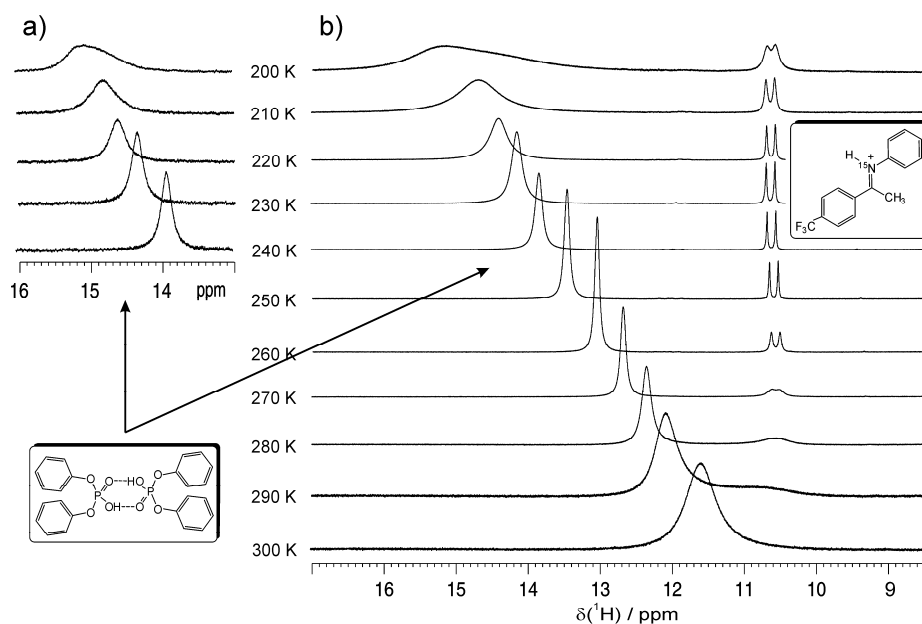 a)
b)
200 K
210 K
220 K
230 K
240 K
250 K
260 K
270 K
280 K
290 K
300 K
16 15 14 ppm
H
+
15N
CH3
F3C
O
O
P
O
OH
HO
O
P
O
O
16 15 14 13 12 11 10 9
δ(¹H) / ppm